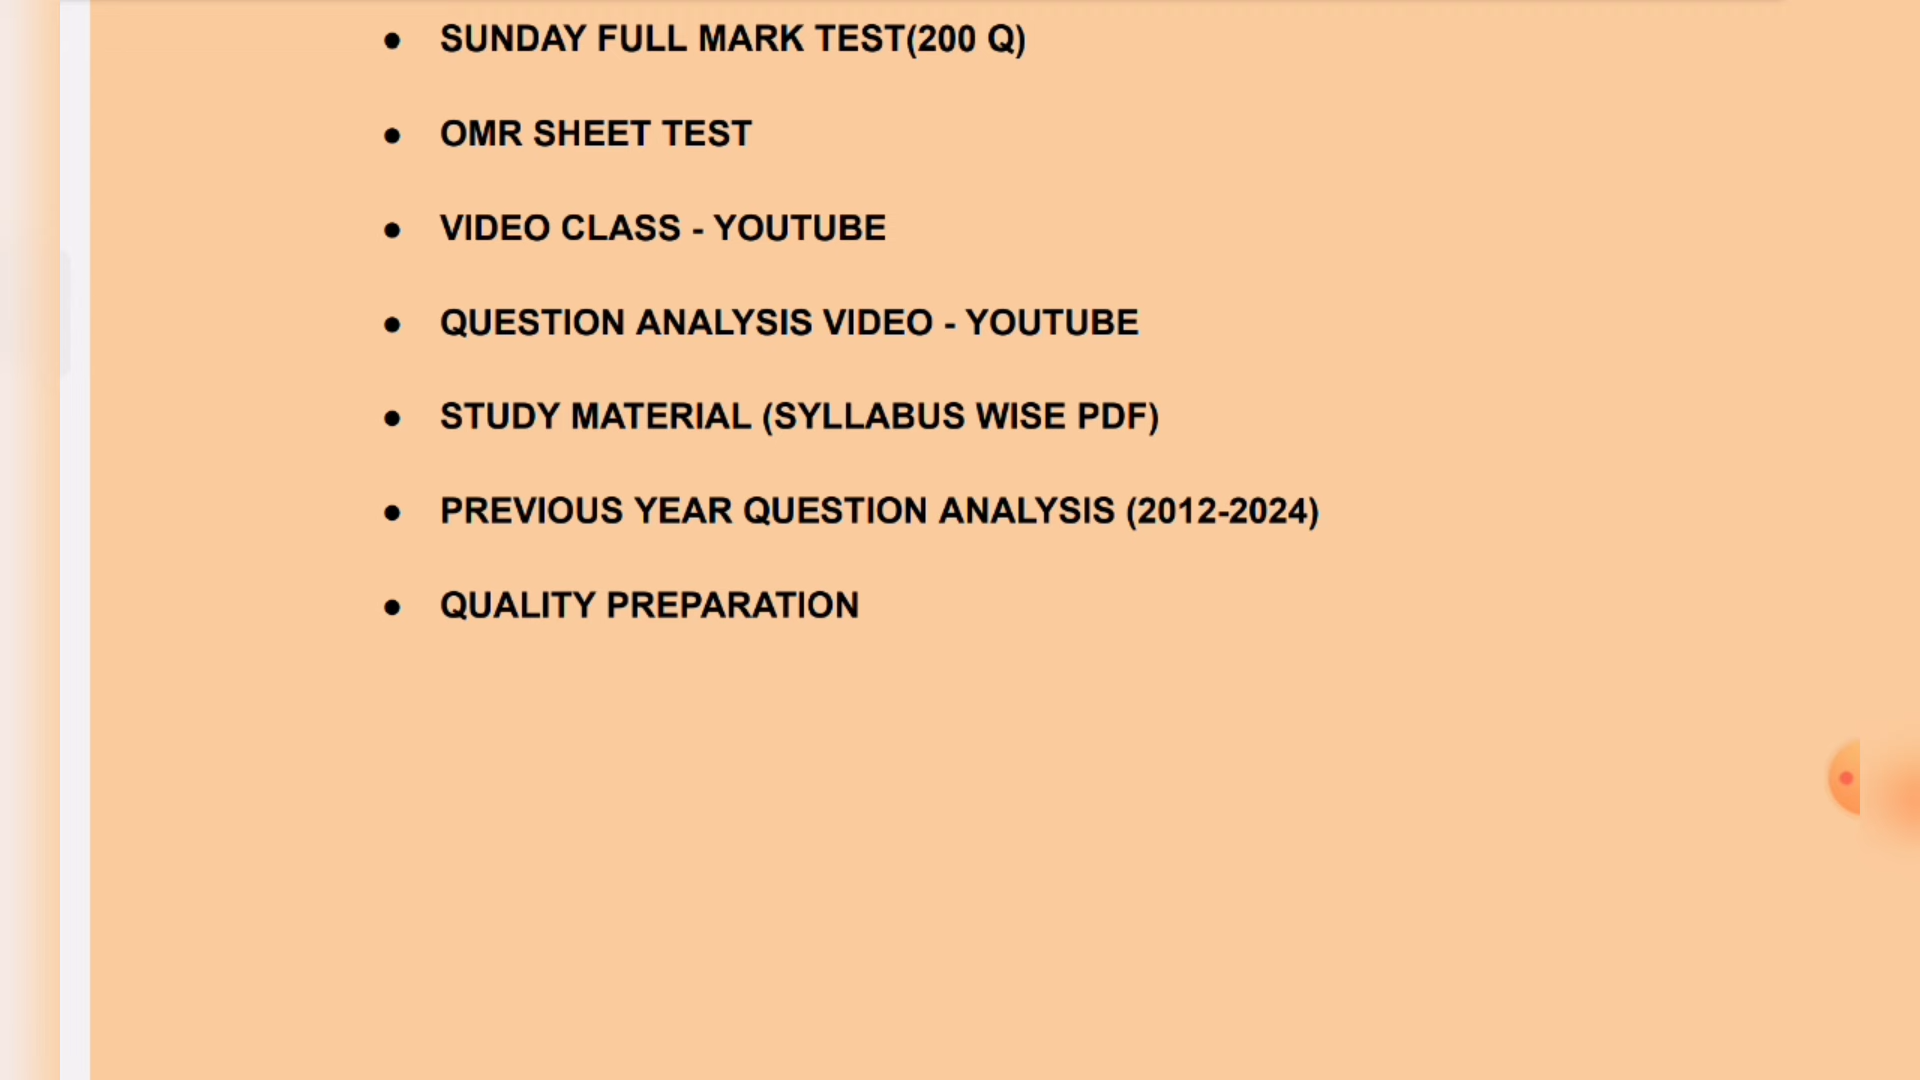 ● SUNDAY FULL MARK TEST(200 Q)
● OMR SHEET TEST
● VIDEO CLASS - YOUTUBE
● QUESTION ANALYSIS VIDEO - YOUTUBE
● STUDY MATERIAL (SYLLABUS WISE PDF)
● PREVIOUS YEAR QUESTION ANALYSIS (2012-2024)
● QUALITY PREPARATION